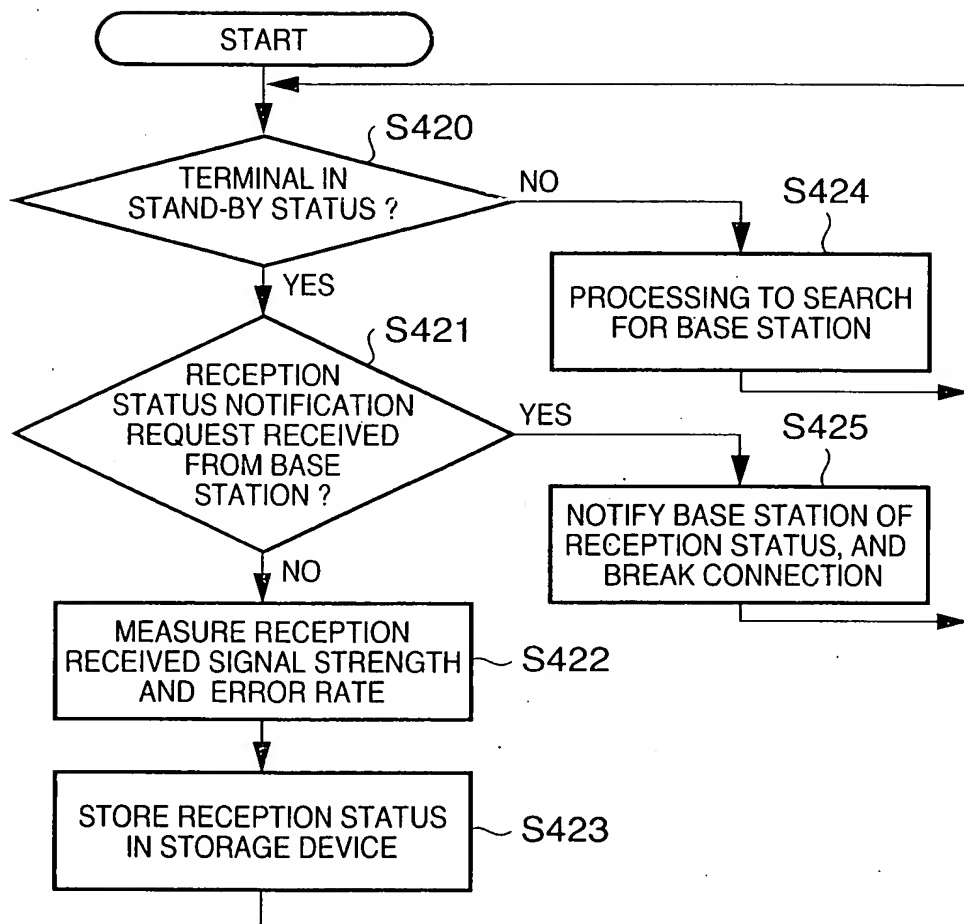 START
S420
TERMINAL IN
STAND-BY STATUS ?
NO
S424
PROCESSING TO SEARCH
FOR BASE STATION
YES
S421
RECEPTION
STATUS NOTIFICATION
REQUEST RECEIVED
FROM BASE
STATION ?
YES
S425
NOTIFY BASE STATION OF
RECEPTION STATUS, AND
BREAK CONNECTION
NO
MEASURE RECEPTION
RECEIVED SIGNAL STRENGTH
AND ERROR RATE
S422
STORE RECEPTION STATUS
IN STORAGE DEVICE
S423